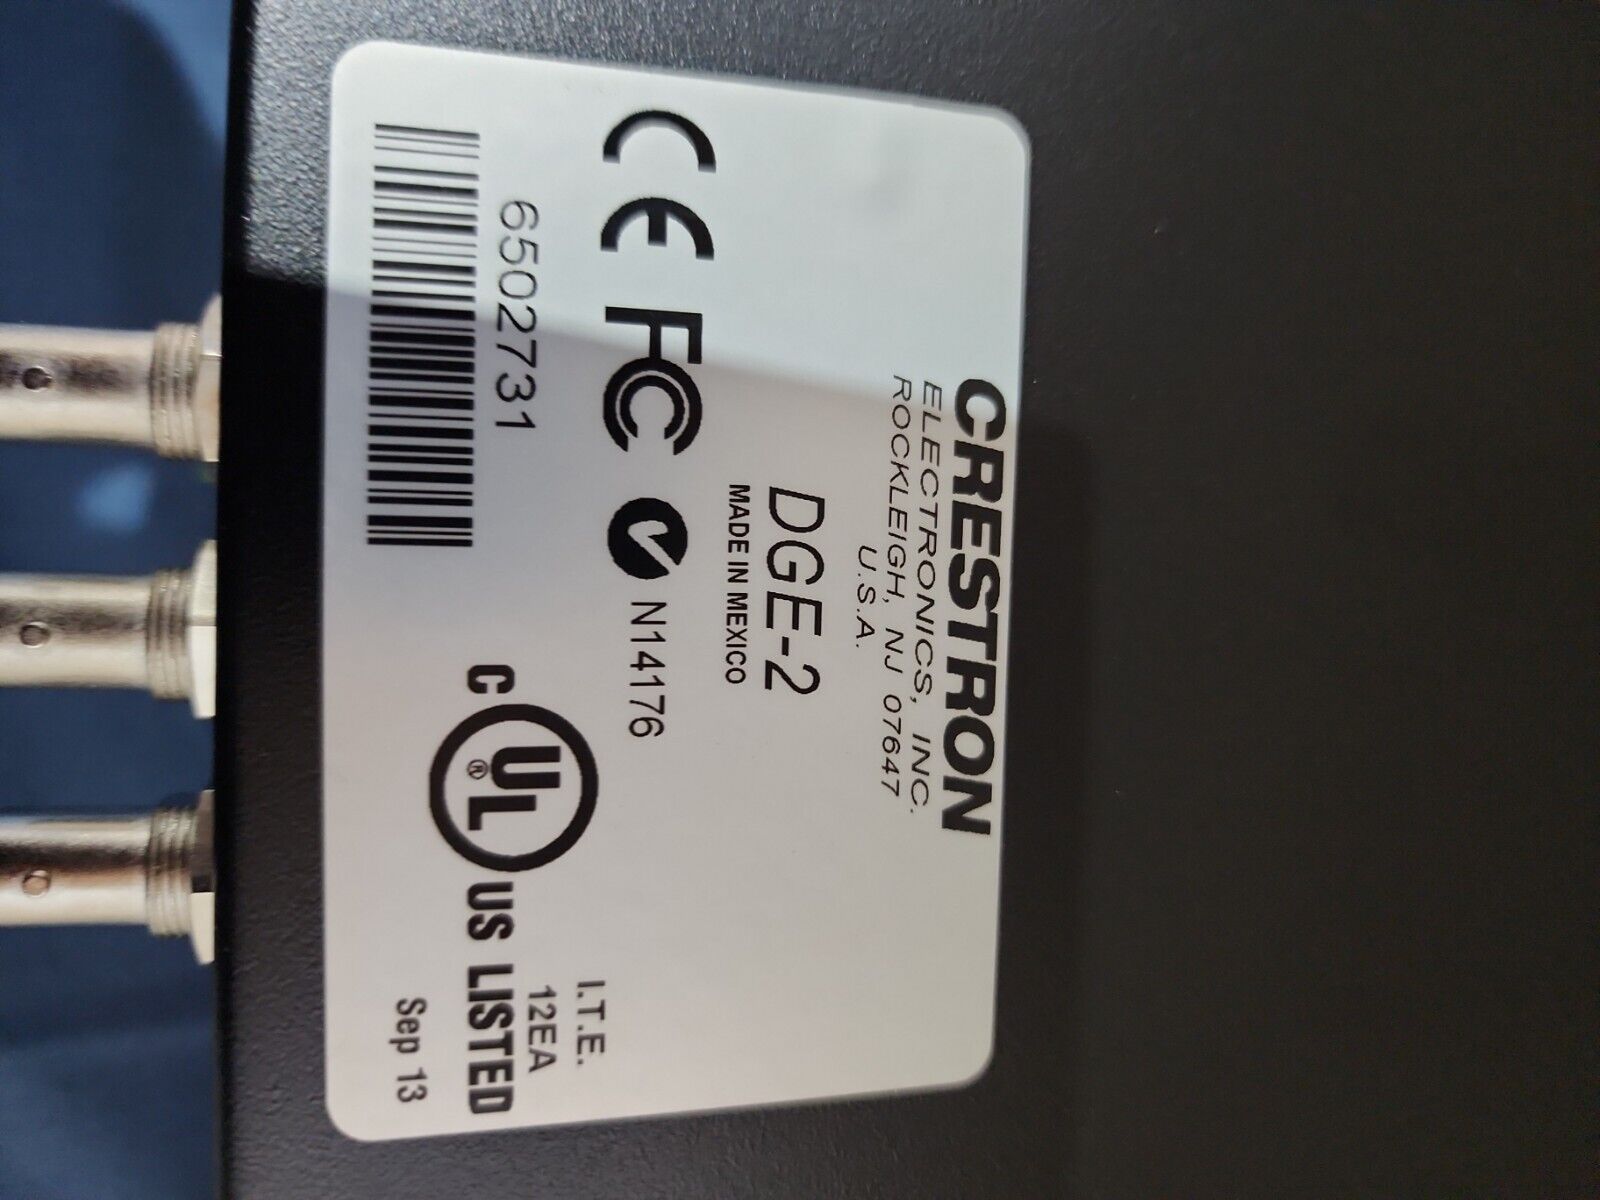 CRESTRON
ELECTRONICS, INC.
ROCKLEIGH, NJ 07647
U.S.A.
DGE-2
MADE IN MEXICO
CE FC N14176
65027731
C UL® US LISTED
I.T.E.
12EA
Sep 13